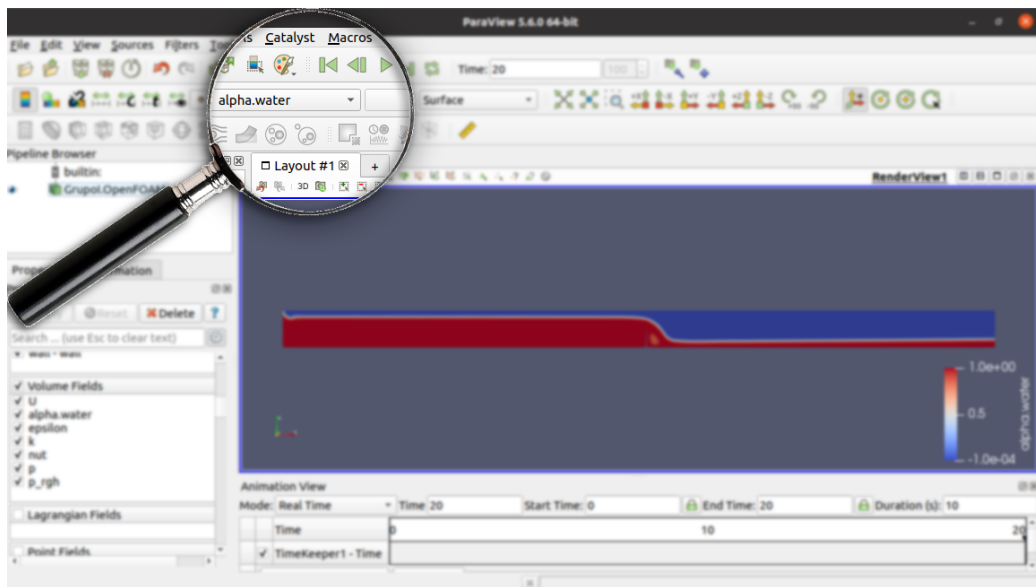 ParaView 5.6.0 64-bit
File Edit View Sources Filters Catalyst Macros
Time: 20 100
alpha.water Surface
Pipeline Browser
Layout #1 +
builtin:
3D
GrupoI.OpenFOAM
RenderView1
Reset Delete ?
Search ... (use Esc to clear text)
wall - wall
Volume Fields
U
alpha.water
epsilon
k
nut
p
p_rgh
Lagrangian Fields
Point Fields
1.0e+00
0.5
-1.0e-04
alpha.water
Animation View
Mode: Real Time Time 20 Start Time: 0 End Time: 20 Duration (s): 10
Time 0 10 20
TimeKeeper1 - Time